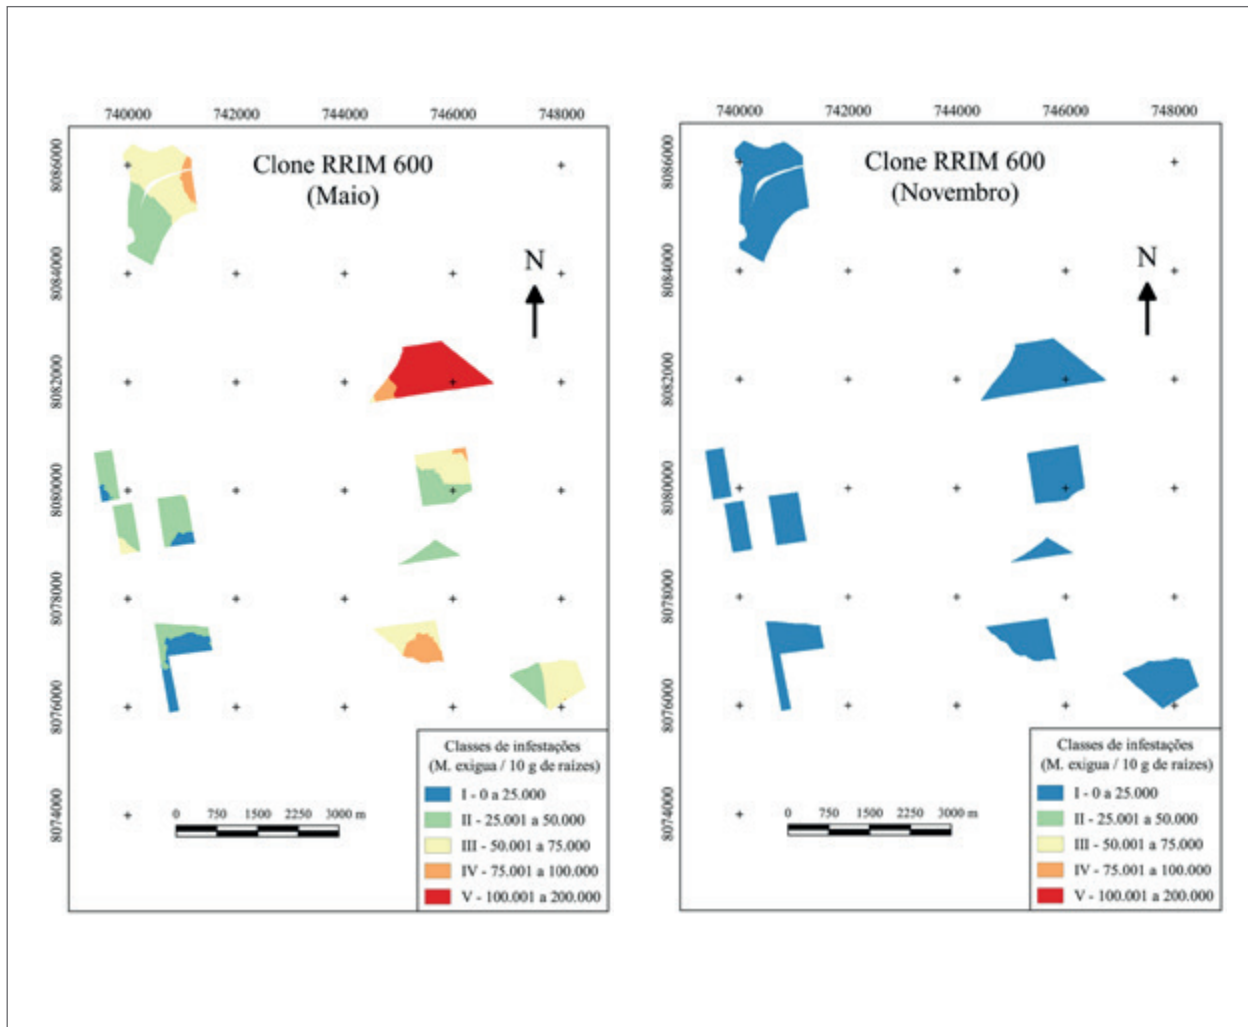 740000 742000 744000 746000 748000
8086000
8084000
8082000
8080000
8078000
8076000
8074000
Clone RRIM 600
(Maio)
N
Classes de infestações
(M. exigua / 10 g de raízes)
I - 0 a 25.000
II - 25.001 a 50.000
III - 50.001 a 75.000
IV - 75.001 a 100.000
V - 100.001 a 200.000
0 750 1500 2250 3000 m
740000 742000 744000 746000 748000
8086000
8084000
8082000
8080000
8078000
8076000
8074000
Clone RRIM 600
(Novembro)
N
Classes de infestações
(M. exigua / 10 g de raízes)
I - 0 a 25.000
II - 25.001 a 50.000
III - 50.001 a 75.000
IV - 75.001 a 100.000
V - 100.001 a 200.000
0 750 1500 2250 3000 m